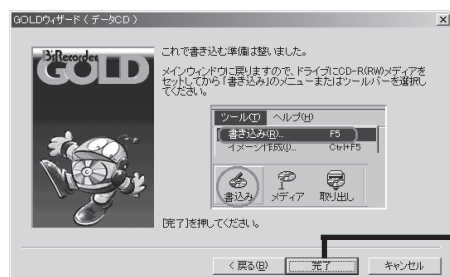 GOLDウィザード ( データCD )
B's Recorder
GOLD
これで書き込む準備は整いました。
メインウィンドウに戻りますので、ドライブにCD-R(RW)メディアを
セットしてから「書き込み」のメニューまたはツールバーを選択し
てください。
ツール(T) ヘルプ(H)
書き込み(R)... F5
イメージ作成(I)... Ctrl+F5
書込み メディア 取り出し
[完了]を押してください。
< 戻る(B) 完了 キャンセル